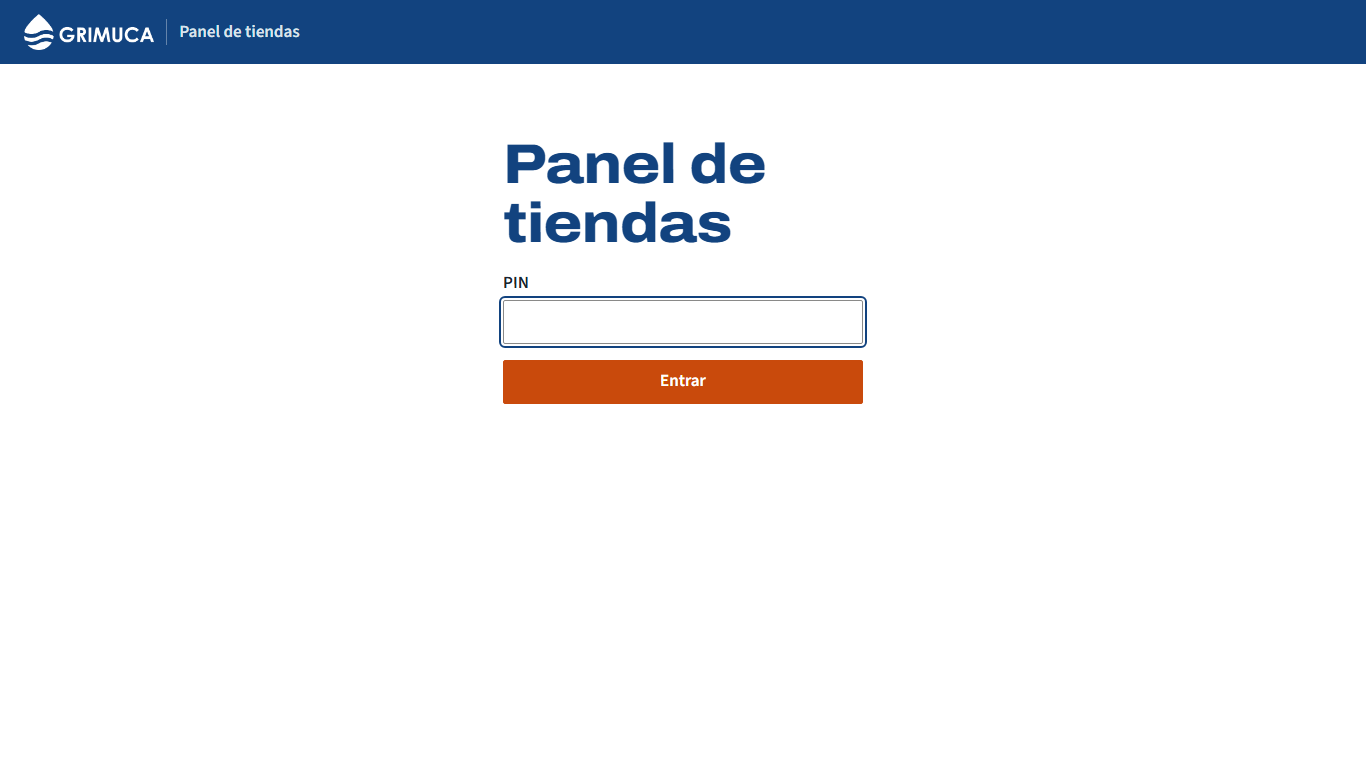 GRIMUCA
Panel de tiendas
Panel de
tiendas
PIN
Entrar